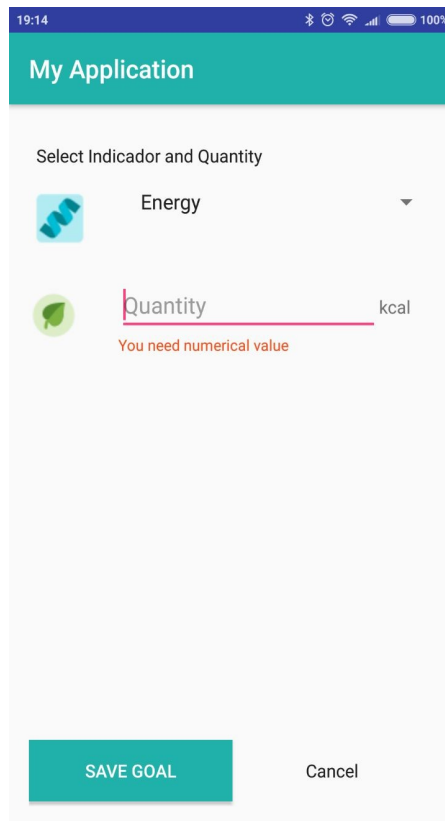 19:14 100%
My Application
Select Indicador and Quantity
Energy
Quantity kcal
You need numerical value
SAVE GOAL Cancel